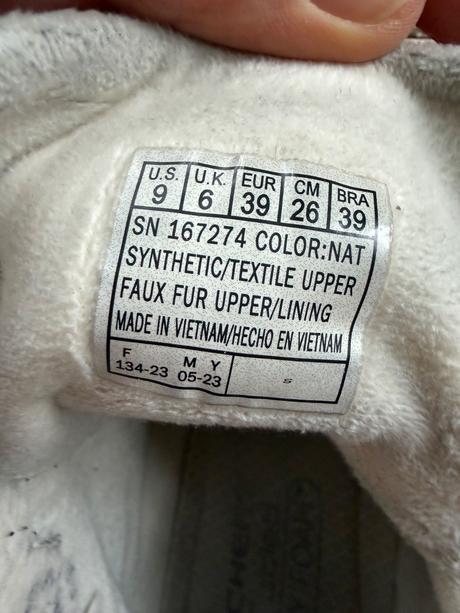 U.S. U.K. EUR CM BRA
9 6 39 26 39
SN 167274 COLOR:NAT
SYNTHETIC/TEXTILE UPPER
FAUX FUR UPPER/LINING
MADE IN VIETNAM/HECHO EN VIETNAM
F M Y
134-23 05-23 S